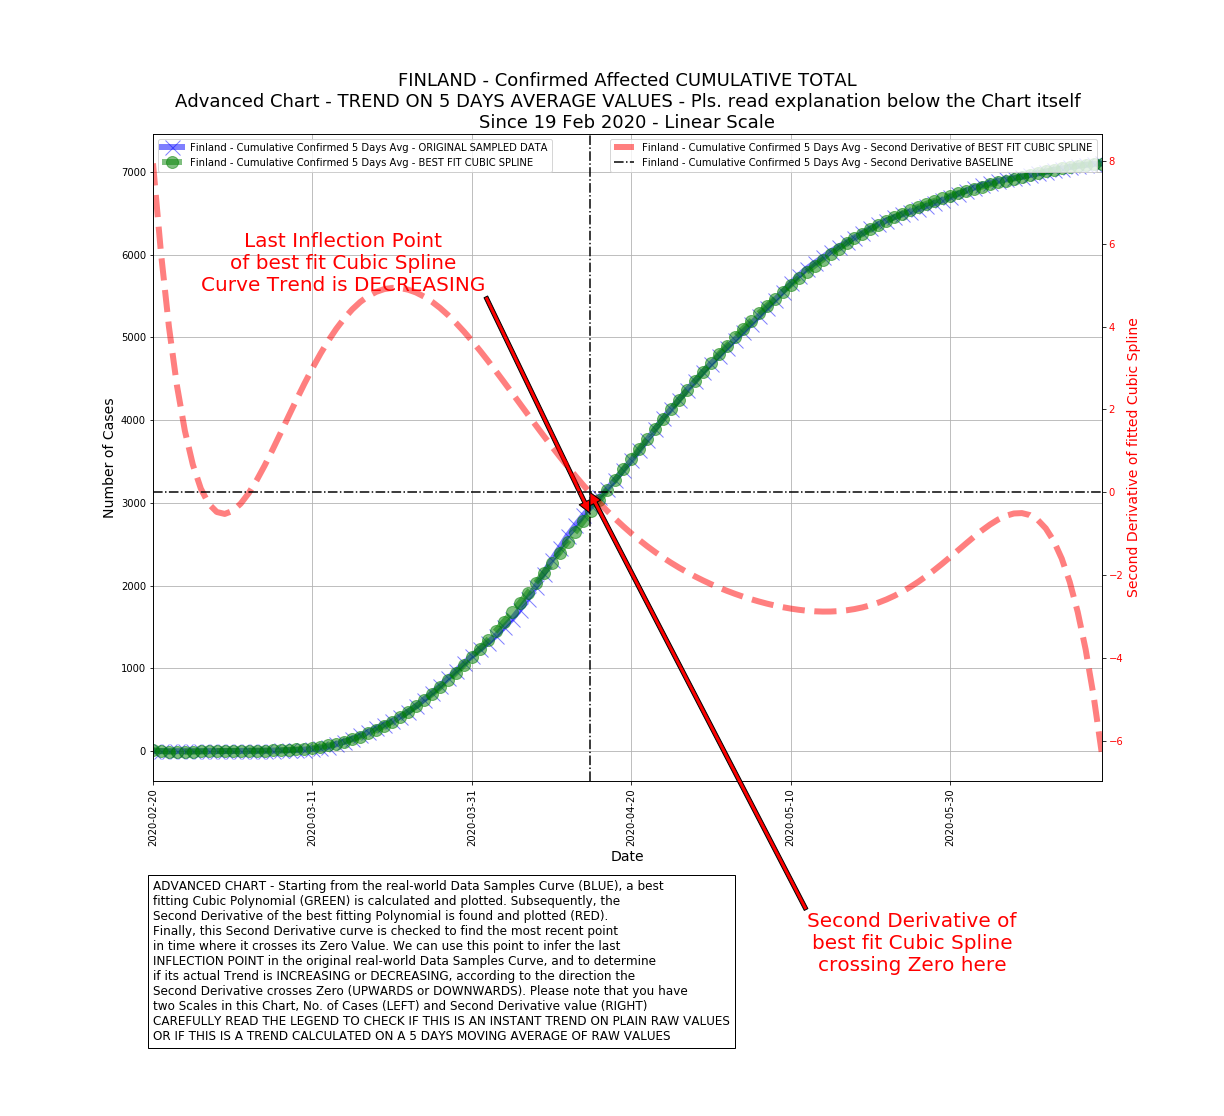 FINLAND - Confirmed Affected CUMULATIVE TOTAL
Advanced Chart - TREND ON 5 DAYS AVERAGE VALUES - Pls. read explanation below the Chart itself
Since 19 Feb 2020 - Linear Scale
Finland - Cumulative Confirmed 5 Days Avg - ORIGINAL SAMPLED DATA
Finland - Cumulative Confirmed 5 Days Avg - BEST FIT CUBIC SPLINE
Finland - Cumulative Confirmed 5 Days Avg - Second Derivative of BEST FIT CUBIC SPLINE
Finland - Cumulative Confirmed 5 Days Avg - Second Derivative BASELINE
Last Inflection Point
of best fit Cubic Spline
Curve Trend is DECREASING
Number of Cases
7000
6000
5000
4000
3000
2000
1000
0
8
6
4
2
0
−2
−4
−6
Second Derivative of fitted Cubic Spline
2020-02-20
2020-03-11
2020-03-31
2020-04-20
2020-05-10
2020-05-30
Date
ADVANCED CHART - Starting from the real-world Data Samples Curve (BLUE), a best
fitting Cubic Polynomial (GREEN) is calculated and plotted. Subsequently, the
Second Derivative of the best fitting Polynomial is found and plotted (RED).
Finally, this Second Derivative curve is checked to find the most recent point
in time where it crosses its Zero Value. We can use this point to infer the last
INFLECTION POINT in the original real-world Data Samples Curve, and to determine
if its actual Trend is INCREASING or DECREASING, according to the direction the
Second Derivative crosses Zero (UPWARDS or DOWNWARDS). Please note that you have
two Scales in this Chart, No. of Cases (LEFT) and Second Derivative value (RIGHT)
CAREFULLY READ THE LEGEND TO CHECK IF THIS IS AN INSTANT TREND ON PLAIN RAW VALUES
OR IF THIS IS A TREND CALCULATED ON A 5 DAYS MOVING AVERAGE OF RAW VALUES
Second Derivative of
best fit Cubic Spline
crossing Zero here